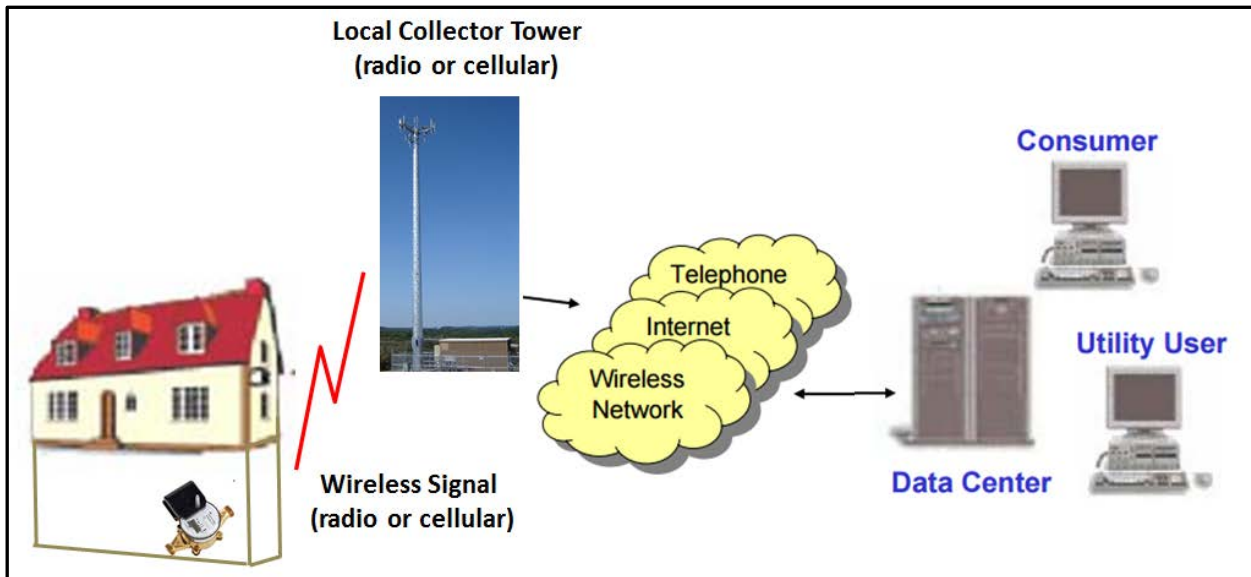 Local Collector Tower
(radio or cellular)
Consumer
Telephone
Internet
Wireless
Network
Utility User
Data Center
Wireless Signal
(radio or cellular)